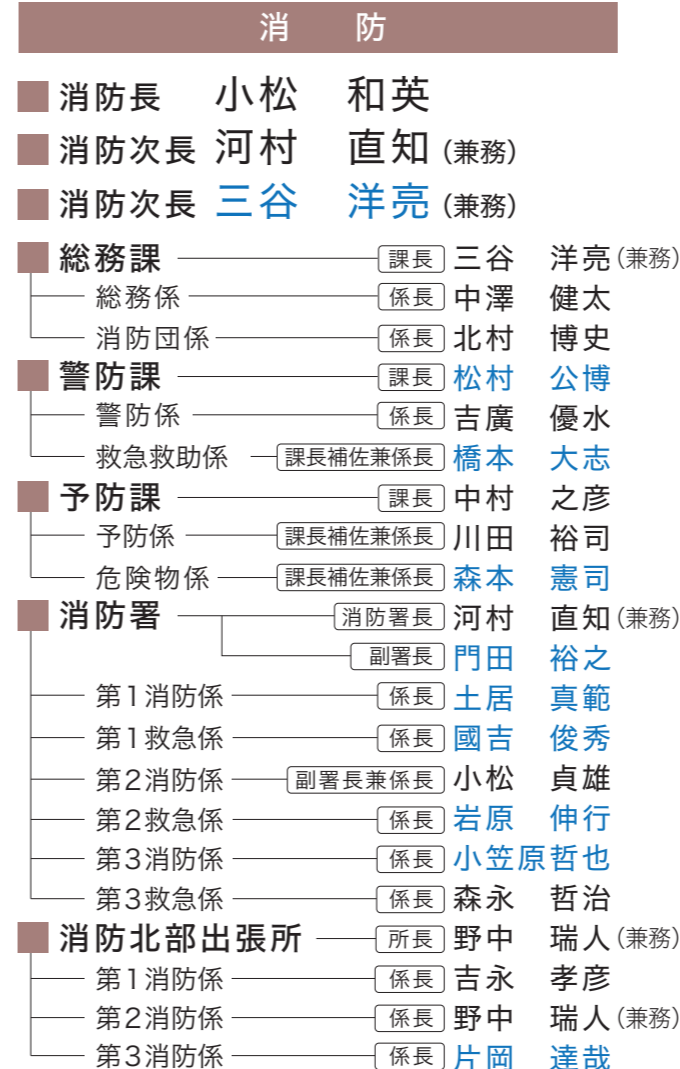 消　防
消防長　小松　和英
消防次長　河村　直知（兼務）
消防次長　三谷　洋亮（兼務）
総務課　課長　三谷　洋亮（兼務）
総務係　係長　中澤　健太
消防団係　係長　北村　博史
警防課　課長　松村　公博
警防係　係長　吉廣　優水
救急救助係　課長補佐兼係長　橋本　大志
予防課　課長　中村　之彦
予防係　課長補佐兼係長　川田　裕司
危険物係　課長補佐兼係長　森本　憲司
消防署　消防署長　河村　直知（兼務）
副署長　門田　裕之
第1消防係　係長　土居　真範
第1救急係　係長　國吉　俊秀
第2消防係　副署長兼係長　小松　貞雄
第2救急係　係長　岩原　伸行
第3消防係　係長　小笠原哲也
第3救急係　係長　森永　哲治
消防北部出張所　所長　野中　瑞人（兼務）
第1消防係　係長　吉永　孝彦
第2消防係　係長　野中　瑞人（兼務）
第3消防係　係長　片岡　達哉